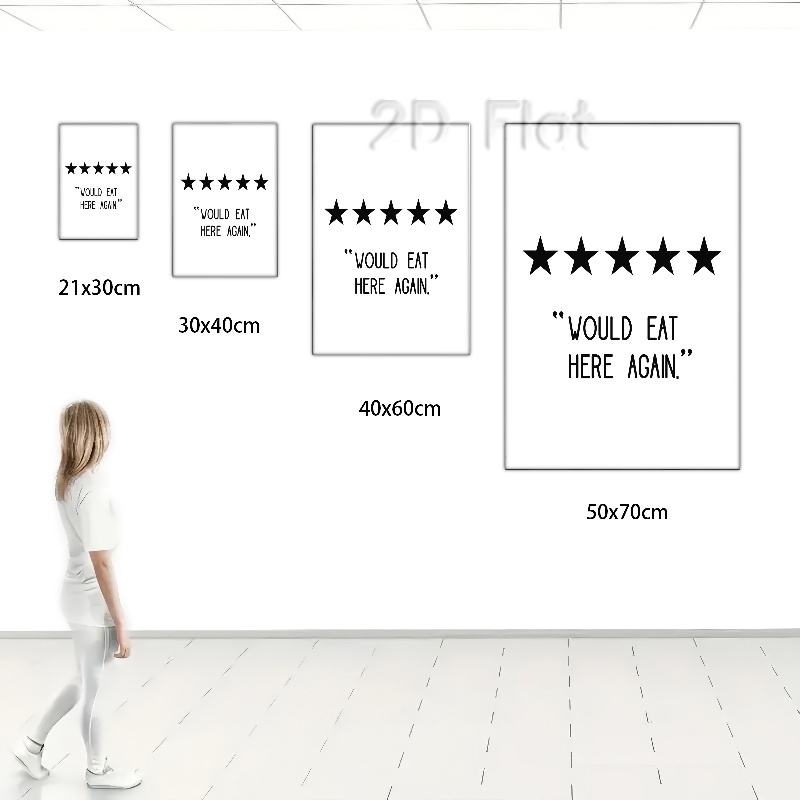 2D Flat
★★★★★
“WOULD EAT
HERE AGAIN.”
21x30cm
★★★★★
“WOULD EAT
HERE AGAIN.”
30x40cm
★★★★★
“WOULD EAT
HERE AGAIN.”
40x60cm
★★★★★
“WOULD EAT
HERE AGAIN.”
50x70cm